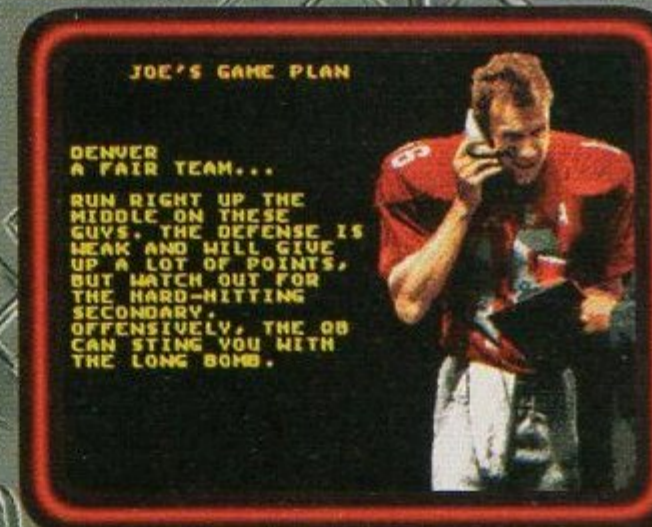 JOE'S GAME PLAN
DENVER
A FAIR TEAM...
RUN RIGHT UP THE
MIDDLE ON THESE
GUYS. THE DEFENSE IS
WEAK AND WILL GIVE
UP A LOT OF POINTS,
BUT WATCH OUT FOR
THE HARD-HITTING
SECONDARY.
OFFENSIVELY, THE QB
CAN STING YOU WITH
THE LONG BOMB.
16